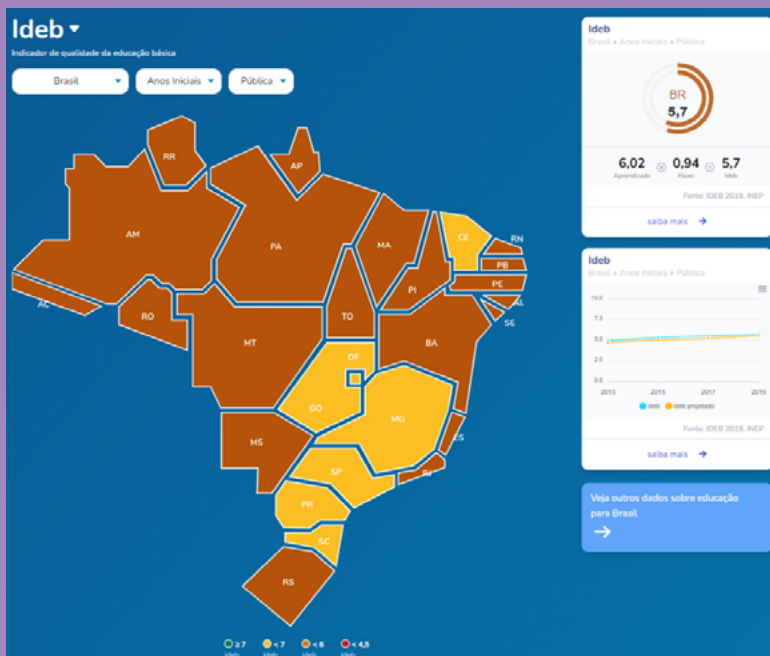 Ideb
Indicador de qualidade da educação básica
Brasil
Anos Iniciais
Pública
RR
AP
AM
PA
MA
CE
RN
PB
PE
PI
AL
SE
AC
RO
TO
MT
BA
DF
GO
MG
ES
MS
SP
RJ
PR
SC
RS
≥ 7
Ideb
< 7
Ideb
< 6
Ideb
< 4,5
Ideb
Ideb
Brasil • Anos Iniciais • Pública
BR
5,7
6,02
Aprendizado
0,94
Fluxo
5,7
Ideb
Fonte: IDEB 2019, INEP
saiba mais →
Ideb
Brasil • Anos Iniciais • Pública
10.0
7.5
5.0
2.5
0.0
2013 2015 2017 2019
Ideb Ideb projetado
Fonte: IDEB 2019, INEP
saiba mais →
Veja outros dados sobre educação
para Brasil
→